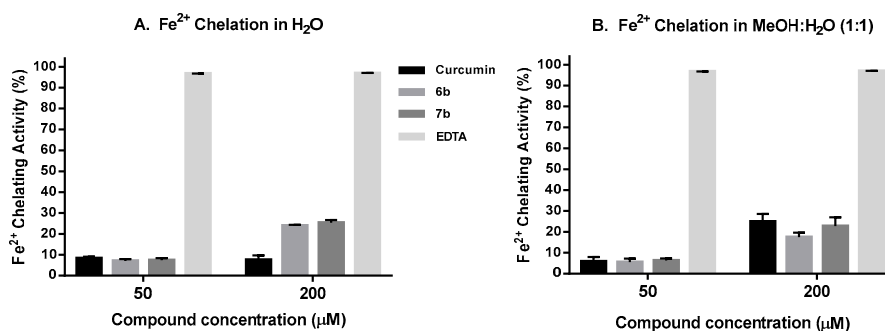 A. Fe²⁺ Chelation in H₂O
Fe²⁺ Chelating Activity (%)
100
90
80
70
60
50
40
30
20
10
0
Curcumin
6b
7b
EDTA
50
200
Compound concentration (μM)
B. Fe²⁺ Chelation in MeOH:H₂O (1:1)
Fe²⁺ Chelating Activity (%)
100
90
80
70
60
50
40
30
20
10
0
50
200
Compound concentration (μM)